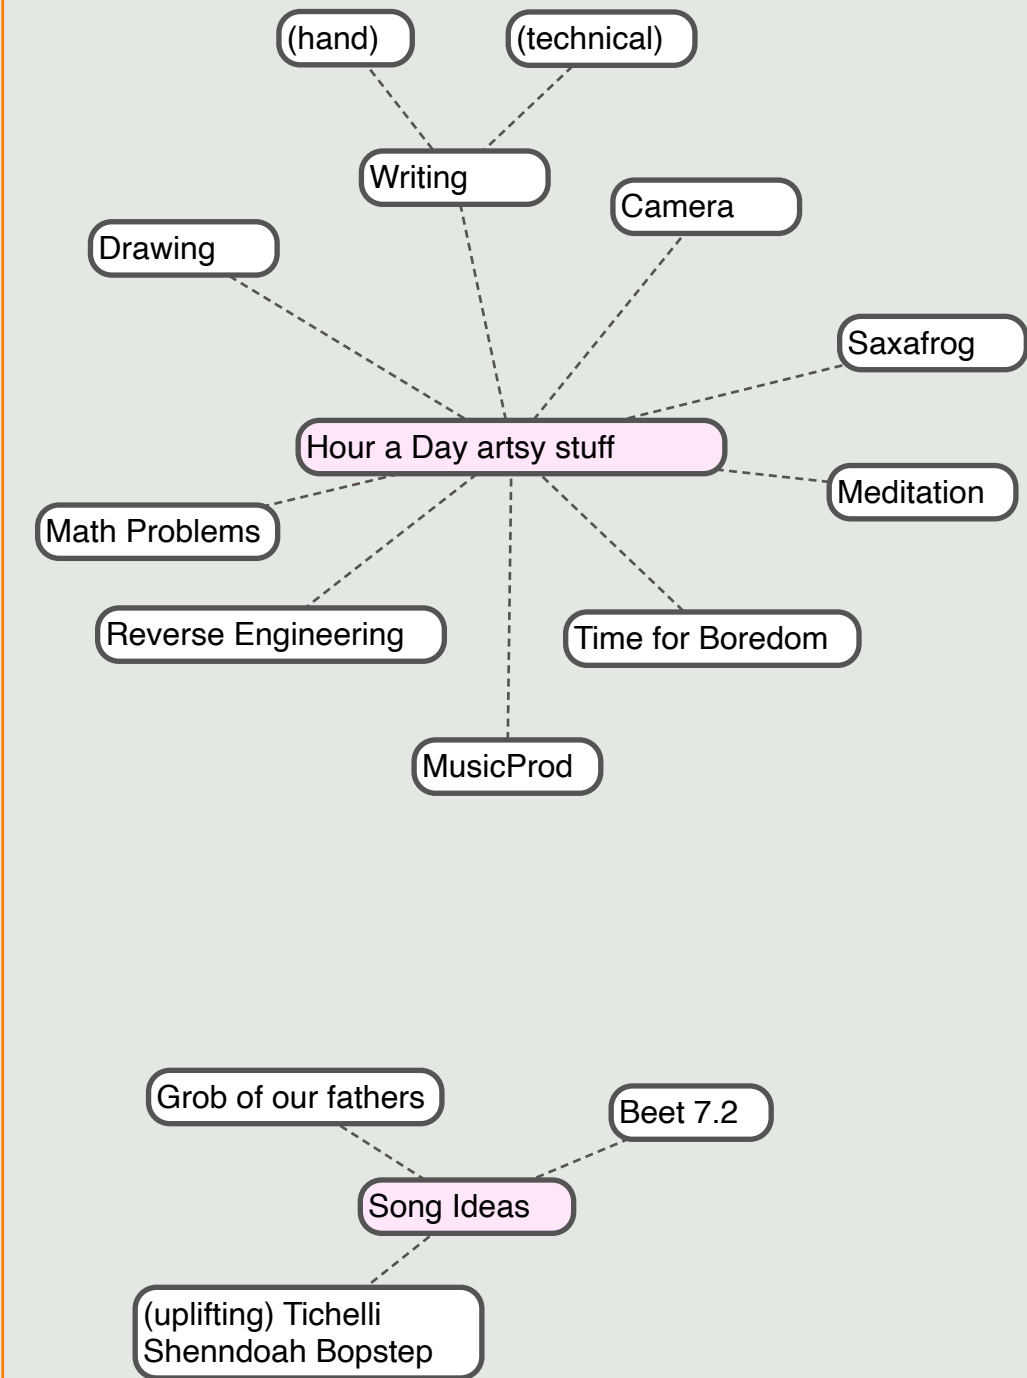 (hand)
(technical)
Writing
Camera
Drawing
Saxafrog
Hour a Day artsy stuff
Meditation
Math Problems
Reverse Engineering
Time for Boredom
MusicProd
Grob of our fathers
Beet 7.2
Song Ideas
(uplifting) Tichelli
Shenndoah Bopstep